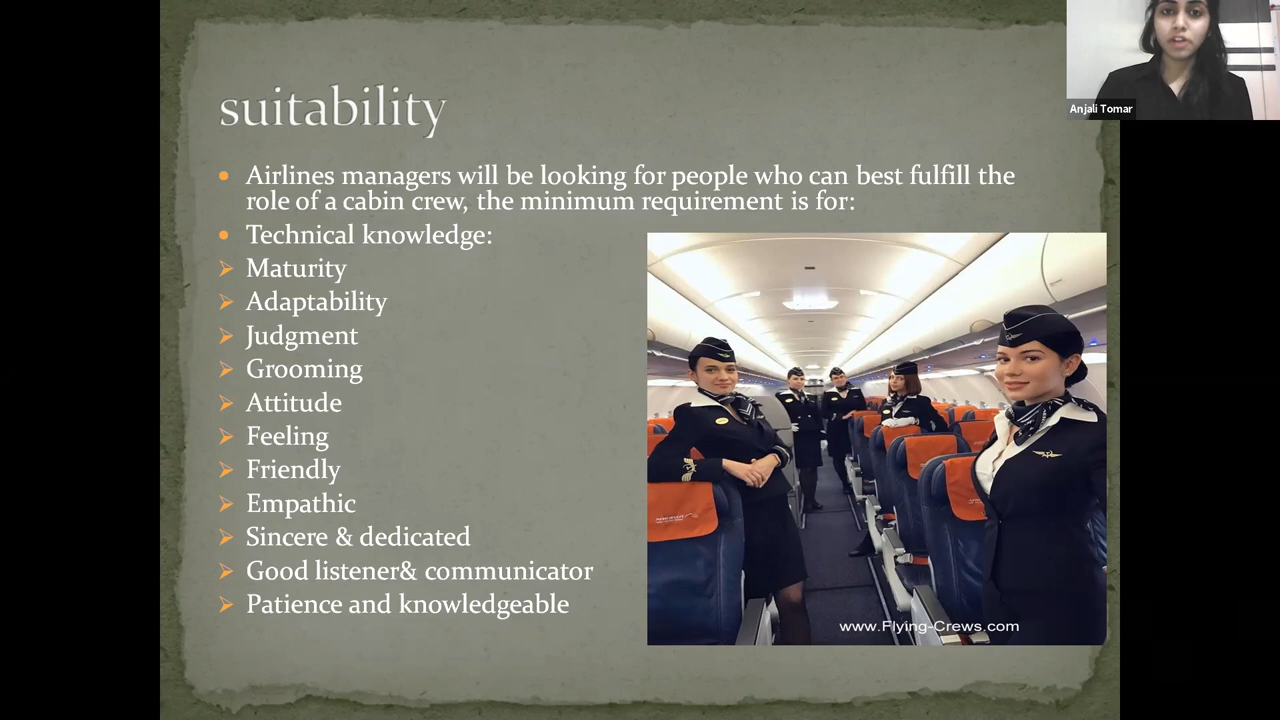 Anjali Tomar
suitability
Airlines managers will be looking for people who can best fulfill the
role of a cabin crew, the minimum requirement is for:
Technical knowledge:
Maturity
Adaptability
Judgment
Grooming
Attitude
Feeling
Friendly
Empathic
Sincere & dedicated
Good listener& communicator
Patience and knowledgeable
www.Flying-Crews.com